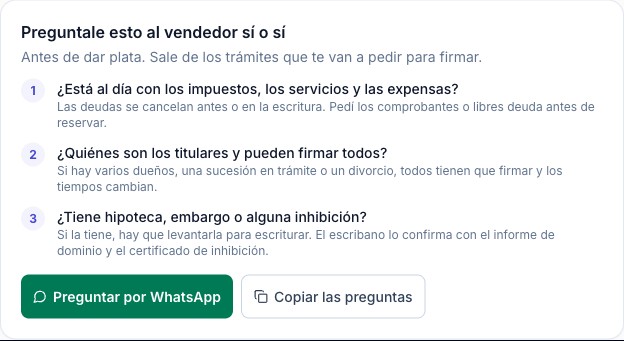 Preguntale esto al vendedor sí o sí
Antes de dar plata. Sale de los trámites que te van a pedir para firmar.
1 ¿Está al día con los impuestos, los servicios y las expensas?
Las deudas se cancelan antes o en la escritura. Pedí los comprobantes o libres deuda antes de
reservar.
2 ¿Quiénes son los titulares y pueden firmar todos?
Si hay varios dueños, una sucesión en trámite o un divorcio, todos tienen que firmar y los
tiempos cambian.
3 ¿Tiene hipoteca, embargo o alguna inhibición?
Si la tiene, hay que levantarla para escriturar. El escribano lo confirma con el informe de
dominio y el certificado de inhibición.
Preguntar por WhatsApp
Copiar las preguntas